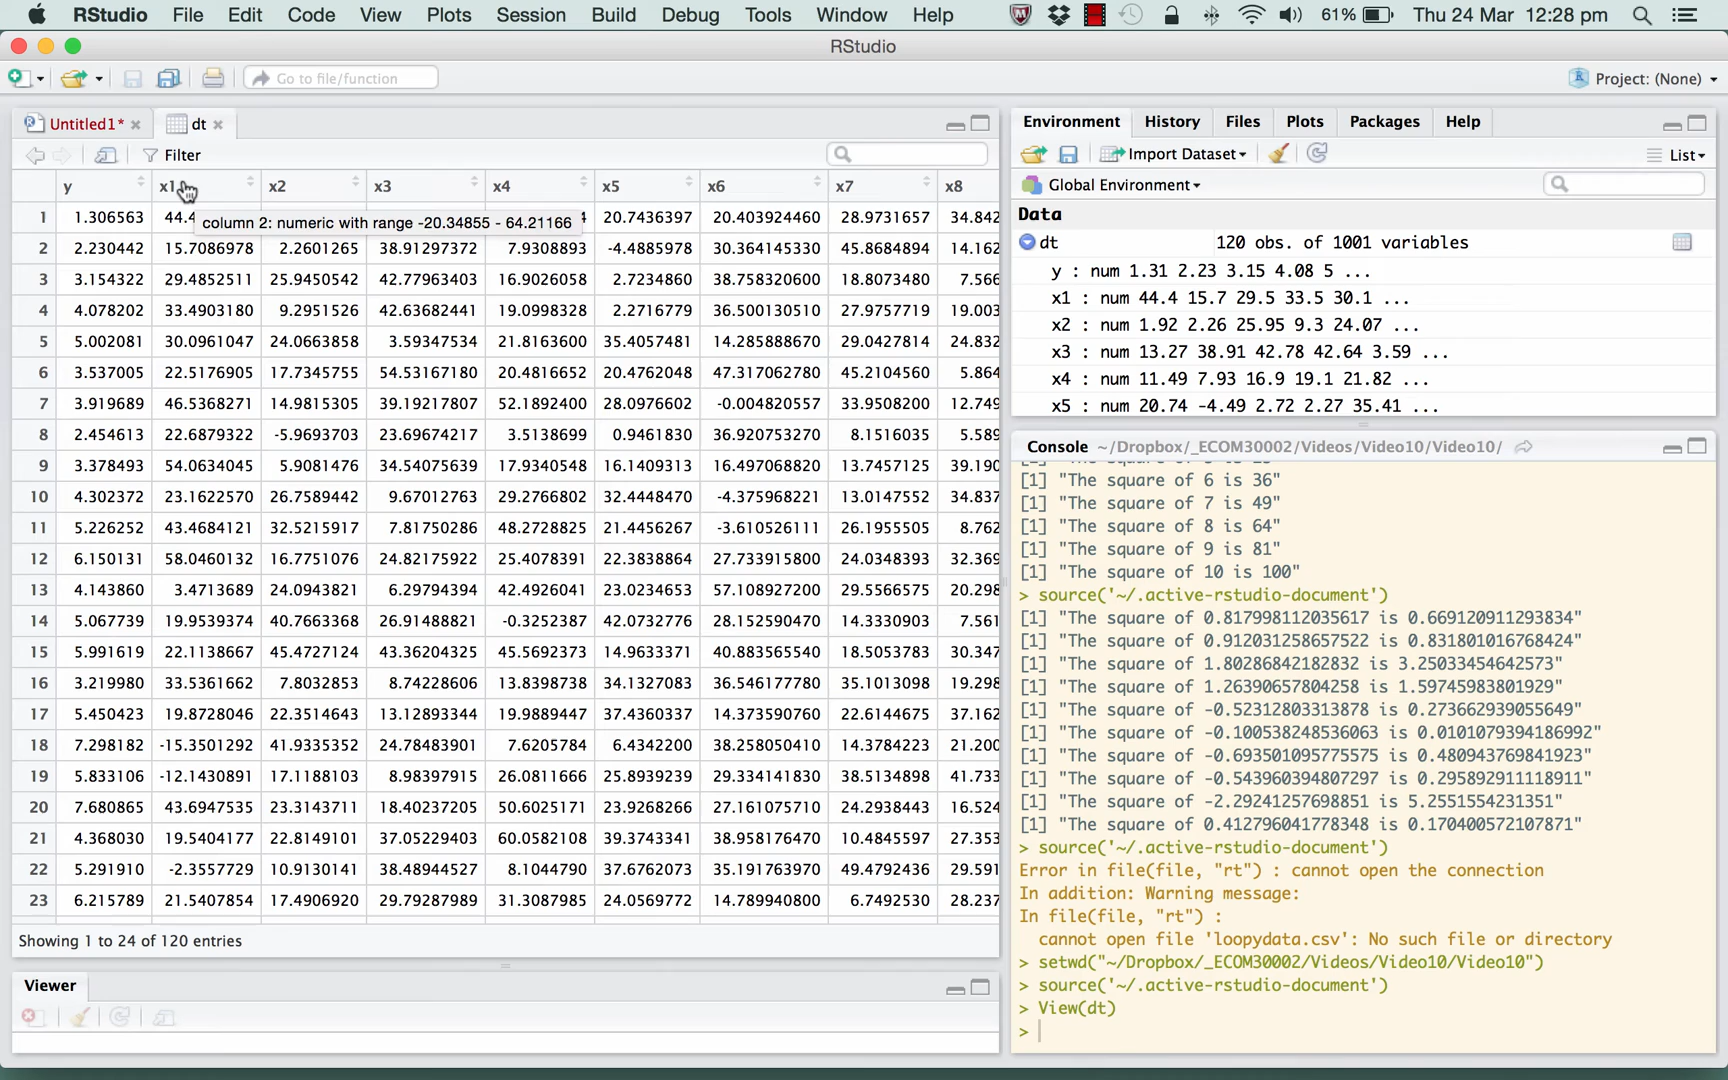 RStudio File Edit Code View Plots Session Build Debug Tools Window Help 61% Thu 24 Mar 12:28 pm
RStudio
Go to file/function Project: (None)
Untitled1* dt
Filter
y x1 x2 x3 x4 x5 x6 x7 x8
column 2: numeric with range -20.34855 - 64.21166
1 1.306563 44.4 4 20.7436397 20.403924460 28.9731657 34.842
2 2.230442 15.7086978 2.2601265 38.91297372 7.9308893 -4.4885978 30.364145330 45.8684894 14.162
3 3.154322 29.4852511 25.9450542 42.77963403 16.9026058 2.2734860 38.758320600 18.8073480 7.566
4 4.078202 33.4903180 9.2951526 42.63682441 19.0998328 2.2716779 36.500130510 27.9757719 19.003
5 5.002081 30.0961047 24.0663858 3.59347534 21.8163600 35.4057481 14.285888670 29.0427814 24.832
6 3.537005 22.5176905 17.7345755 54.53167180 20.4816652 20.4762048 47.317062780 45.2104560 5.864
7 3.919689 46.5368271 14.9815305 39.19217807 52.1892400 28.0976602 -0.004820557 33.9508200 12.749
8 2.454613 22.6879322 -5.9693703 23.69674217 3.5138699 0.9461830 36.920753270 8.1516035 5.589
9 3.378493 54.0634045 5.9081476 34.54075639 17.9340548 16.1409313 16.497068820 13.7457125 39.190
10 4.302372 23.1622570 26.7589442 9.67012763 29.2766802 32.4448470 -4.375968221 13.0147552 34.837
11 5.226252 43.4684121 32.5215917 7.81750286 48.2728825 21.4456267 -3.610526111 26.1955505 8.762
12 6.150131 58.0460132 16.7751076 24.82175922 25.4078391 22.3838864 27.733915800 24.0348393 32.369
13 4.143860 3.4713689 24.0943821 6.29794394 42.4926041 23.0234653 57.108927200 29.5566575 20.298
14 5.067739 19.9539374 40.7663368 26.91488821 -0.3252387 42.0732776 28.152590470 14.3330903 7.561
15 5.991619 22.1138667 45.4727124 43.36204325 45.5692373 14.9633371 40.883565540 18.5053783 30.347
16 3.219980 33.5361662 7.8032853 8.74228606 13.8398738 34.1327083 36.546177780 35.1013098 19.298
17 5.450423 19.8728046 22.3514643 13.12893344 19.9889447 37.4360337 14.373590760 22.6144675 37.162
18 7.298182 -15.3501292 41.9335352 24.78483901 7.6205784 6.4342200 38.258050410 14.3784223 21.200
19 5.833106 -12.1430891 17.1188103 8.98397915 26.0811666 25.8939239 29.334141830 38.5134898 41.733
20 7.680865 43.6947535 23.3143711 18.40237205 50.6025171 23.9268266 27.161075710 24.2938443 16.524
21 4.368030 19.5404177 22.8149101 37.05229403 60.0582108 39.3743341 38.958176470 10.4845597 27.353
22 5.291910 -2.3557729 10.9130141 38.48944527 8.1044790 37.6762073 35.191763970 49.4792436 29.591
23 6.215789 21.5407854 17.4906920 29.79287989 31.3087985 24.0569772 14.789940800 6.7492530 28.237
Showing 1 to 24 of 120 entries
Viewer
Environment History Files Plots Packages Help
Import Dataset List
Global Environment
Data
dt 120 obs. of 1001 variables
y : num 1.31 2.23 3.15 4.08 5 ...
x1 : num 44.4 15.7 29.5 33.5 30.1 ...
x2 : num 1.92 2.26 25.95 9.3 24.07 ...
x3 : num 13.27 38.91 42.78 42.64 3.59 ...
x4 : num 11.49 7.93 16.9 19.1 21.82 ...
x5 : num 20.74 -4.49 2.72 2.27 35.41 ...
Console ~/Dropbox/_ECOM30002/Videos/Video10/Video10/
[1] "The square of 6 is 36"
[1] "The square of 7 is 49"
[1] "The square of 8 is 64"
[1] "The square of 9 is 81"
[1] "The square of 10 is 100"
> source('~/.active-rstudio-document')
[1] "The square of 0.817998112035617 is 0.669120911293834"
[1] "The square of 0.912031258657522 is 0.831801016768424"
[1] "The square of 1.80286842182832 is 3.25033454642573"
[1] "The square of 1.26390657804258 is 1.59745983801929"
[1] "The square of -0.52312803313878 is 0.273662939055649"
[1] "The square of -0.100538248536063 is 0.0101079394186992"
[1] "The square of -0.693501095775575 is 0.480943769841923"
[1] "The square of -0.543960394807297 is 0.295892911118911"
[1] "The square of -2.29241257698851 is 5.2551554231351"
[1] "The square of 0.412796041778348 is 0.170400572107871"
> source('~/.active-rstudio-document')
Error in file(file, "rt") : cannot open the connection
In addition: Warning message:
In file(file, "rt") :
cannot open file 'loopydata.csv': No such file or directory
> setwd("~/Dropbox/_ECOM30002/Videos/Video10/Video10")
> source('~/.active-rstudio-document')
> View(dt)
>